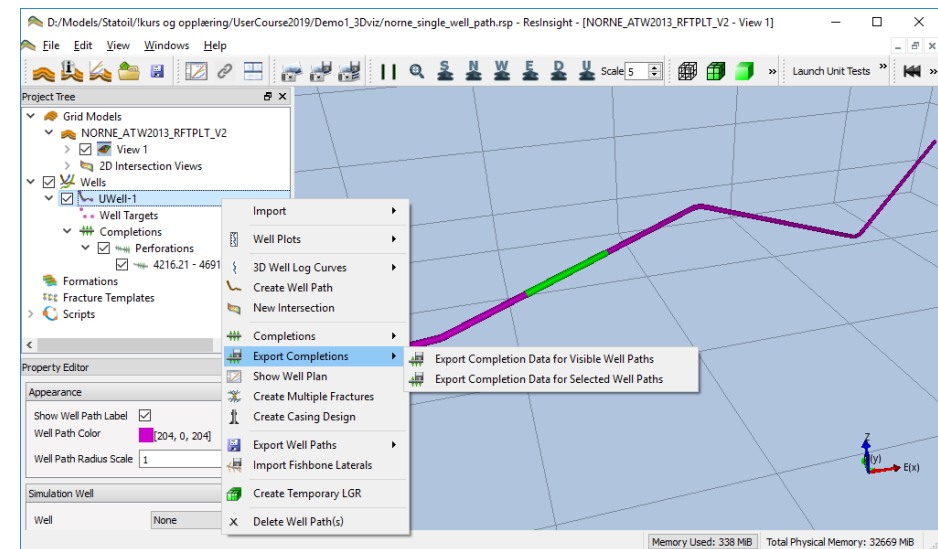 D:/Models/Statoil/!kurs og opplæring/UserCourse2019/Demo1_3Dviz/norne_single_well_path.rsp - ResInsight - [NORNE_ATW2013_RFTPLT_V2 - View 1]
File Edit View Windows Help
S N W E D U Scale 5 » Launch Unit Tests » »
Project Tree
Grid Models
NORNE_ATW2013_RFTPLT_V2
View 1
2D Intersection Views
Wells
UWell-1
Well Targets
Completions
Perforations
4216.21 - 4691
Formations
Fracture Templates
Scripts
Property Editor
Appearance
Show Well Path Label
Well Path Color [204, 0, 204]
Well Path Radius Scale 1
Simulation Well
Well None
Import
Well Plots
3D Well Log Curves
Create Well Path
New Intersection
Completions
Export Completions
Show Well Plan
Create Multiple Fractures
Create Casing Design
Export Well Paths
Import Fishbone Laterals
Create Temporary LGR
Delete Well Path(s)
Export Completion Data for Visible Well Paths
Export Completion Data for Selected Well Paths
Z
(y)
E(x)
Memory Used: 338 MiB Total Physical Memory: 32669 MiB